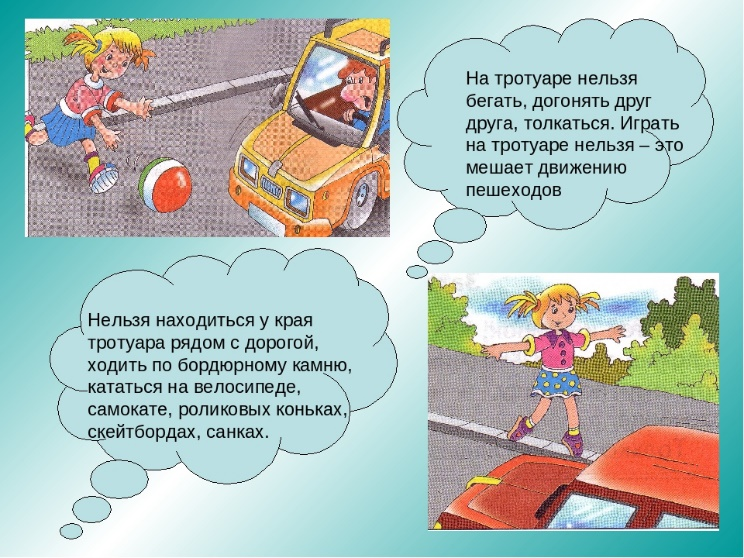 На тротуаре нельзя
бегать, догонять друг
друга, толкаться. Играть
на тротуаре нельзя – это
мешает движению
пешеходов
Нельзя находиться у края
тротуара рядом с дорогой,
ходить по бордюрному камню,
кататься на велосипеде,
самокате, роликовых коньках,
скейтбордах, санках.